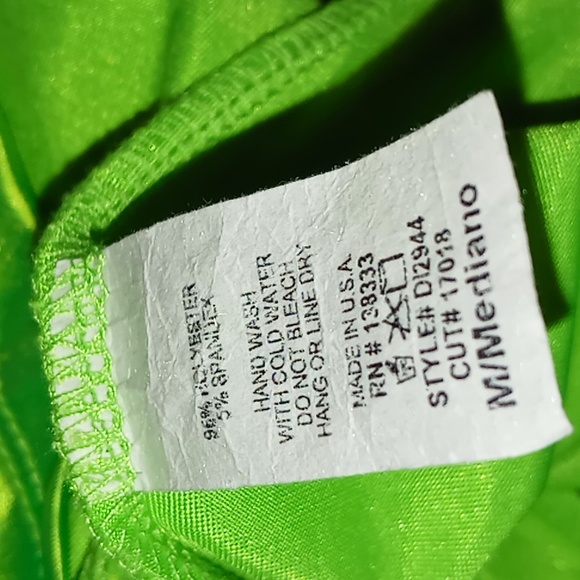 96% POLYESTER
5% SPANDEX
HAND WASH
WITH COLD WATER
DO NOT BLEACH
HANG OR LINE DRY
MADE IN U.S.A.
RN # 138333
STYLE# DI2944
CUT# 17018
M/Mediano